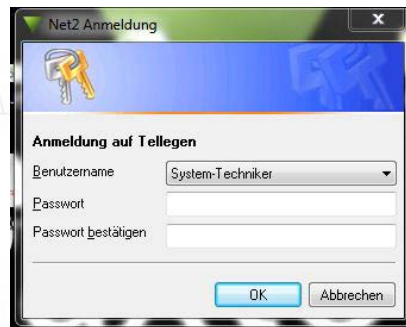 Net2 Anmeldung
x
Anmeldung auf Tellegen
Benutzername System-Techniker
Passwort
Passwort bestätigen
OK Abbrechen